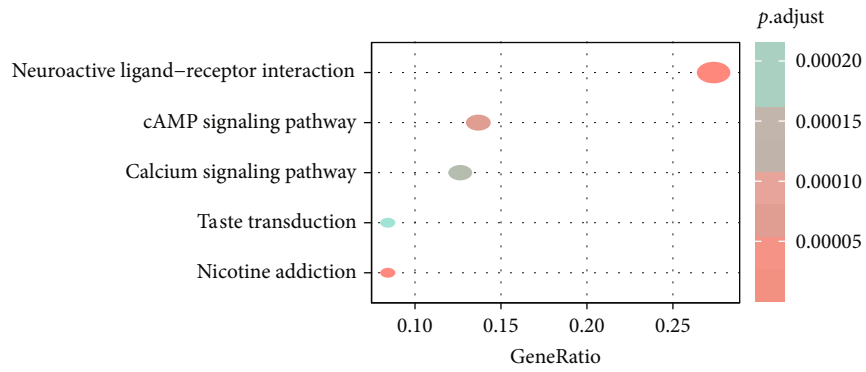 p.adjust
Neuroactive ligand–receptor interaction
cAMP signaling pathway
Calcium signaling pathway
Taste transduction
Nicotine addiction
0.10 0.15 0.20 0.25
GeneRatio
0.00020
0.00015
0.00010
0.00005